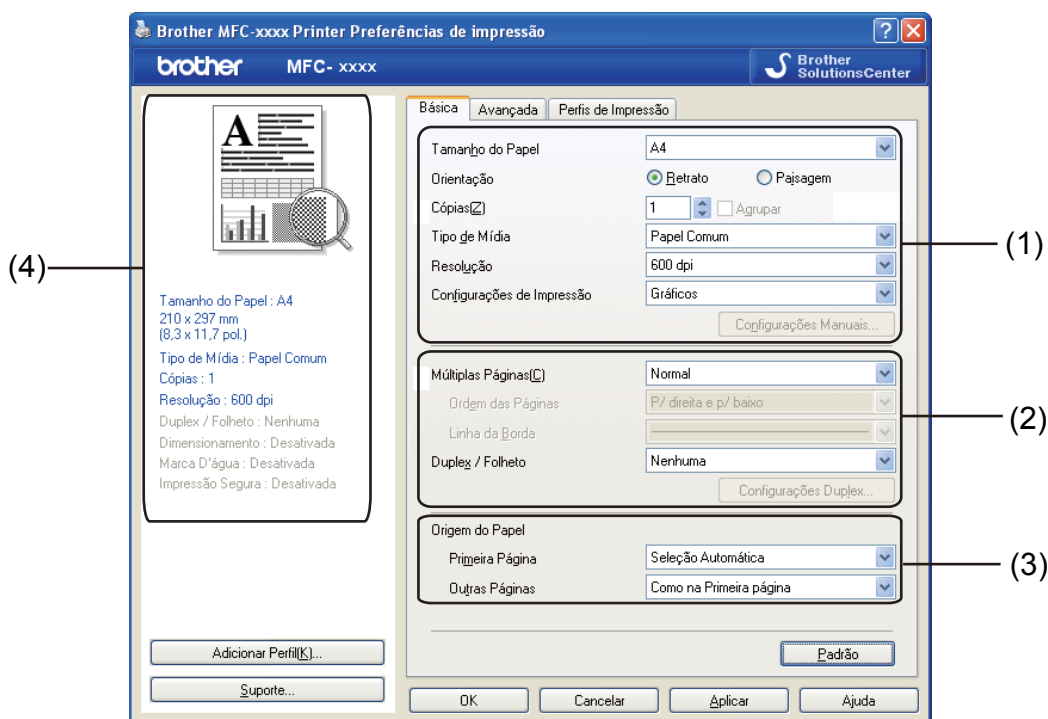 Brother MFC-xxxx Printer Preferências de impressão
brother MFC- xxxx
Brother
SolutionsCenter
A
Tamanho do Papel : A4
210 x 297 mm
(8,3 x 11,7 pol.)
Tipo de Mídia : Papel Comum
Cópias : 1
Resolução : 600 dpi
Duplex / Folheto : Nenhuma
Dimensionamento : Desativada
Marca D'água : Desativada
Impressão Segura : Desativada
(4)
Adicionar Perfil(K)...
Suporte...
Básica Avançada Perfis de Impressão
Tamanho do Papel A4
Orientação Retrato Paisagem
Cópias(Z) 1 Agrupar
Tipo de Mídia Papel Comum
Resolução 600 dpi
Configurações de Impressão Gráficos
Configurações Manuais...
(1)
Múltiplas Páginas(C) Normal
Ordem das Páginas P/ direita e p/ baixo
Linha da Borda
Duplex / Folheto Nenhuma
Configurações Duplex...
(2)
Origem do Papel
Primeira Página Seleção Automática
Outras Páginas Como na Primeira página
(3)
Padrão
OK Cancelar Aplicar Ajuda